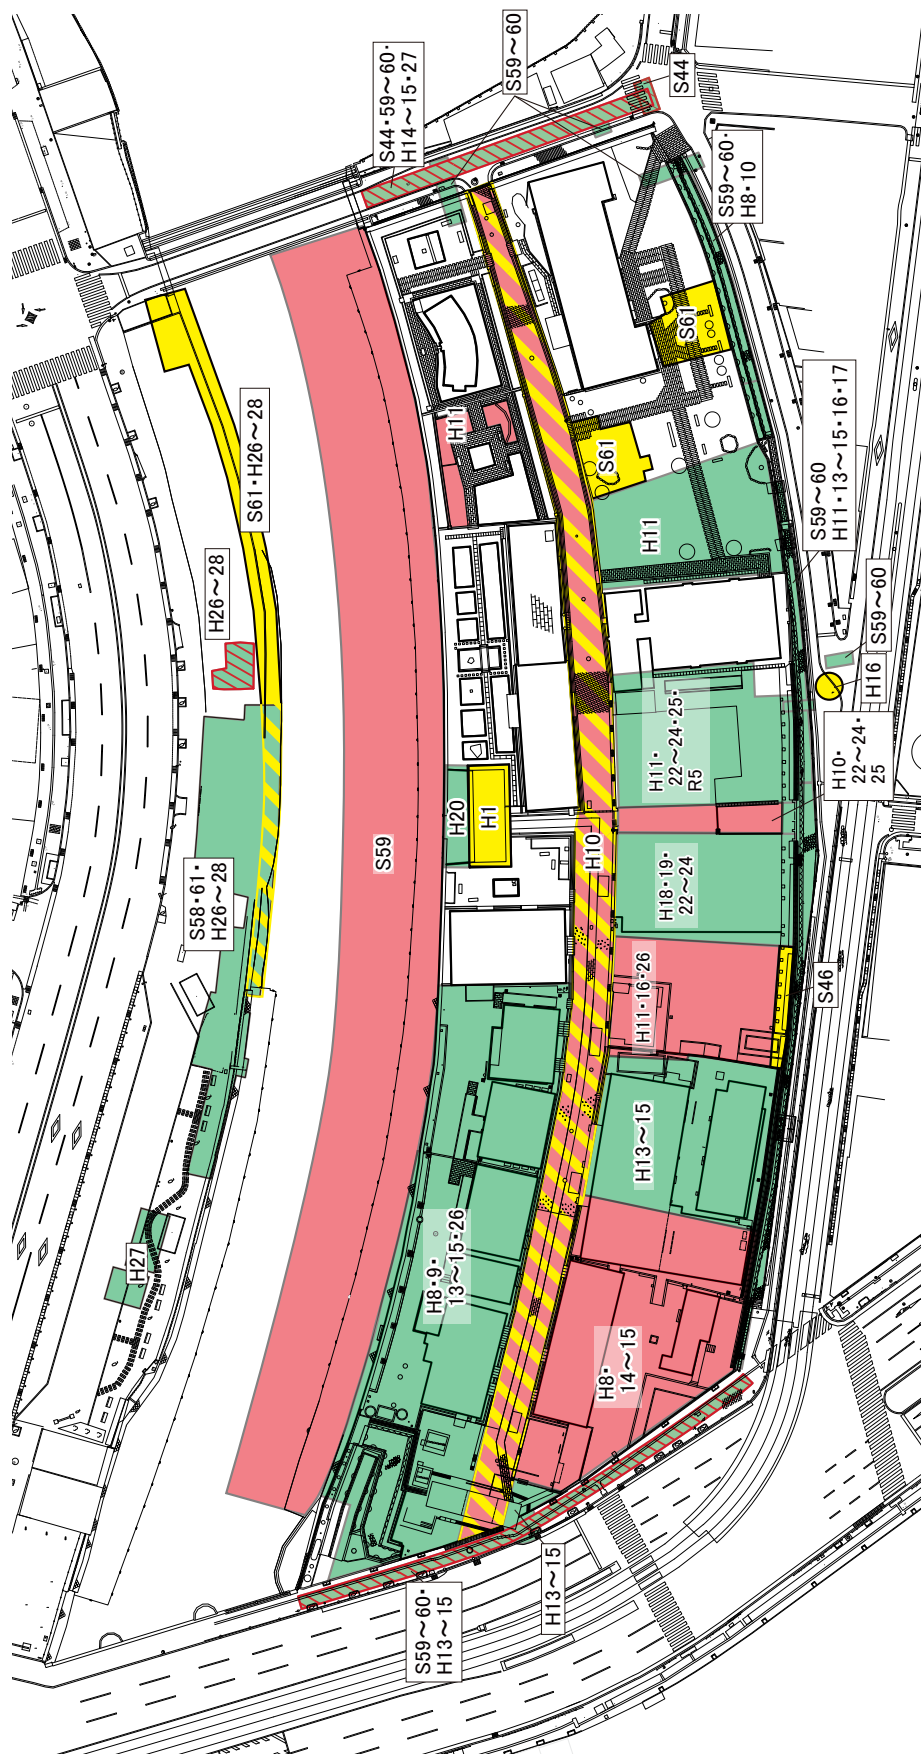 S44・59～60・
H14～15・27
S59～60
S44
S59～60・
H8・10
S61・H26～28
H26～28
H11
S61
S61
H11
S59～60
H11・13～15・16・17
S59～60
H16
S59
H20
H1
H11・
22～24・25・
R5
H10・
22～24・
25
H10
H18・19・
22～24
S58・61・
H26～28
H11・16・26
S46
H13～15
H8・9・
13～15・26
H27
H8・
14～15
S59～60・
H13～15
H13～15